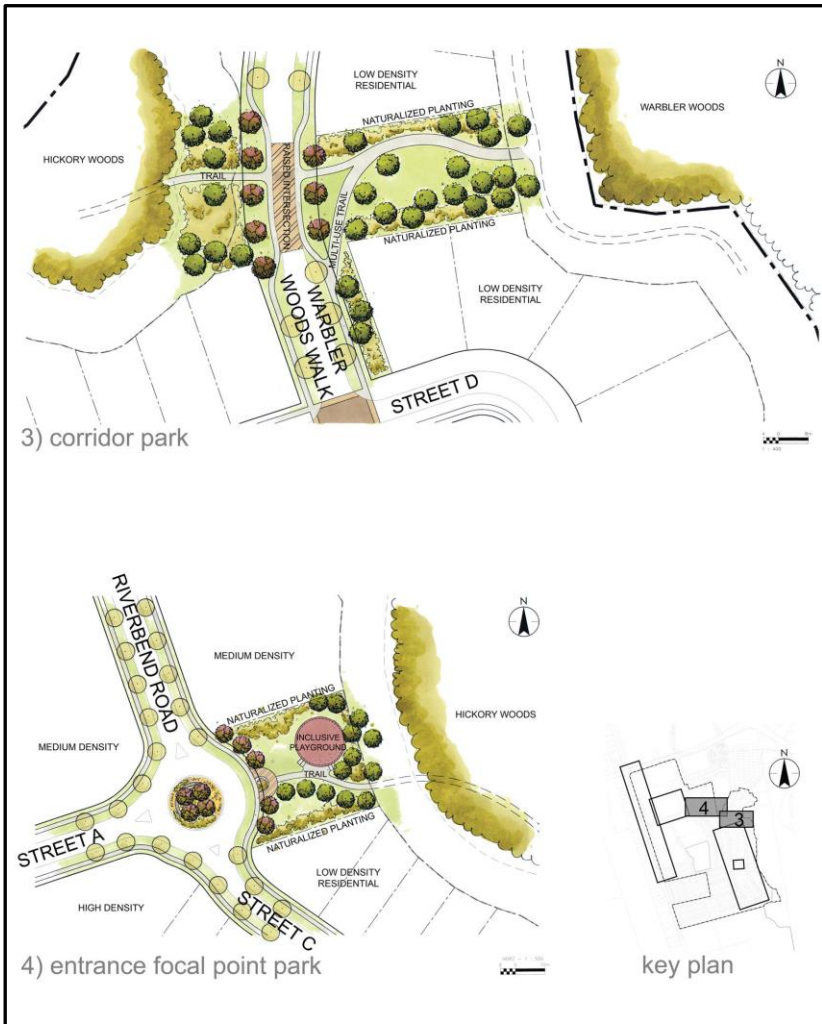 N
LOW DENSITY
RESIDENTIAL
NATURALIZED PLANTING
WARBLER WOODS
HICKORY WOODS
TRAIL
RAISED INTERSECTION
MULTI-USE TRAIL
NATURALIZED PLANTING
LOW DENSITY
RESIDENTIAL
WARBLER
WOODS WALK
STREET D
3) corridor park
RIVERBEND ROAD
N
MEDIUM DENSITY
NATURALIZED PLANTING
HICKORY WOODS
MEDIUM DENSITY
INCLUSIVE
PLAYGROUND
TRAIL
NATURALIZED PLANTING
STREET A
LOW DENSITY
RESIDENTIAL
HIGH DENSITY
STREET C
4) entrance focal point park
N
4
3
key plan